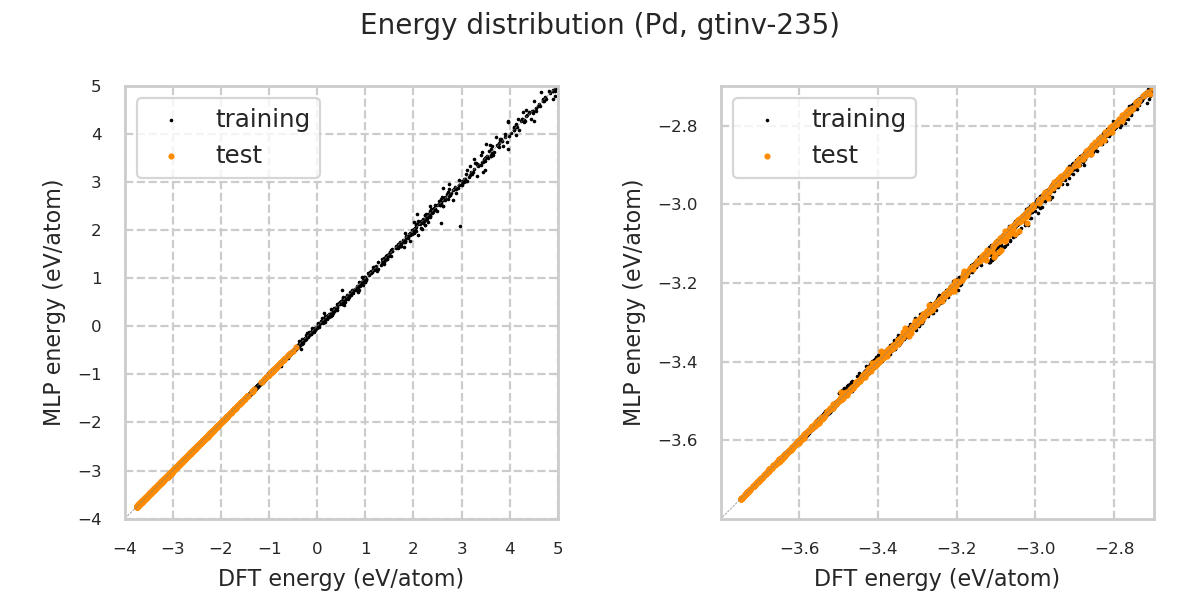 Energy distribution (Pd, gtinv-235)
5
4
3
2
1
0
−1
−2
−3
−4
MLP energy (eV/atom)
training
test
−4 −3 −2 −1 0 1 2 3 4 5
DFT energy (eV/atom)
−2.8
−3.0
−3.2
−3.4
−3.6
MLP energy (eV/atom)
training
test
−3.6 −3.4 −3.2 −3.0 −2.8
DFT energy (eV/atom)